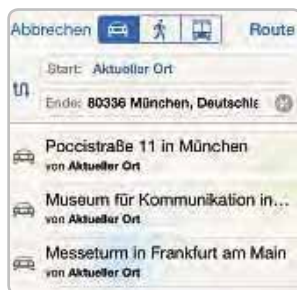 Abbrechen Route
Start: Aktueller Ort
Ende: 80336 München, Deutschla
Poccistraße 11 in München
von Aktueller Ort
Museum für Kommunikation in...
von Aktueller Ort
Messeturm in Frankfurt am Main
von Aktueller Ort